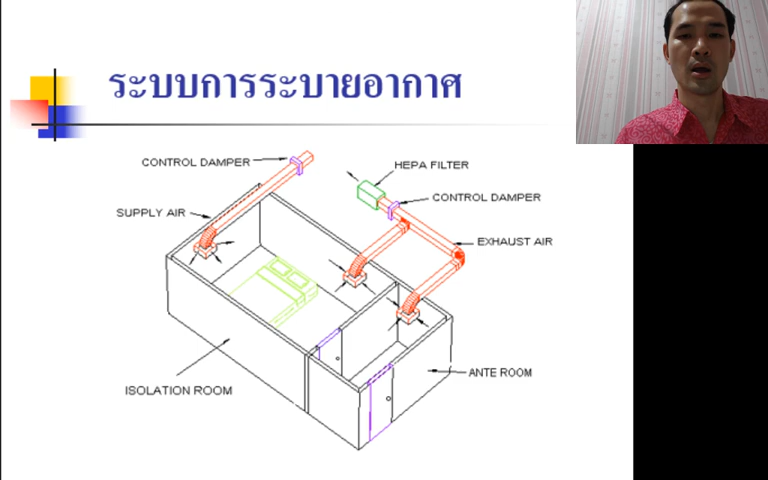 ระบบการระบายอากาศ
CONTROL DAMPER
HEPA FILTER
CONTROL DAMPER
SUPPLY AIR
EXHAUST AIR
ANTE ROOM
ISOLATION ROOM